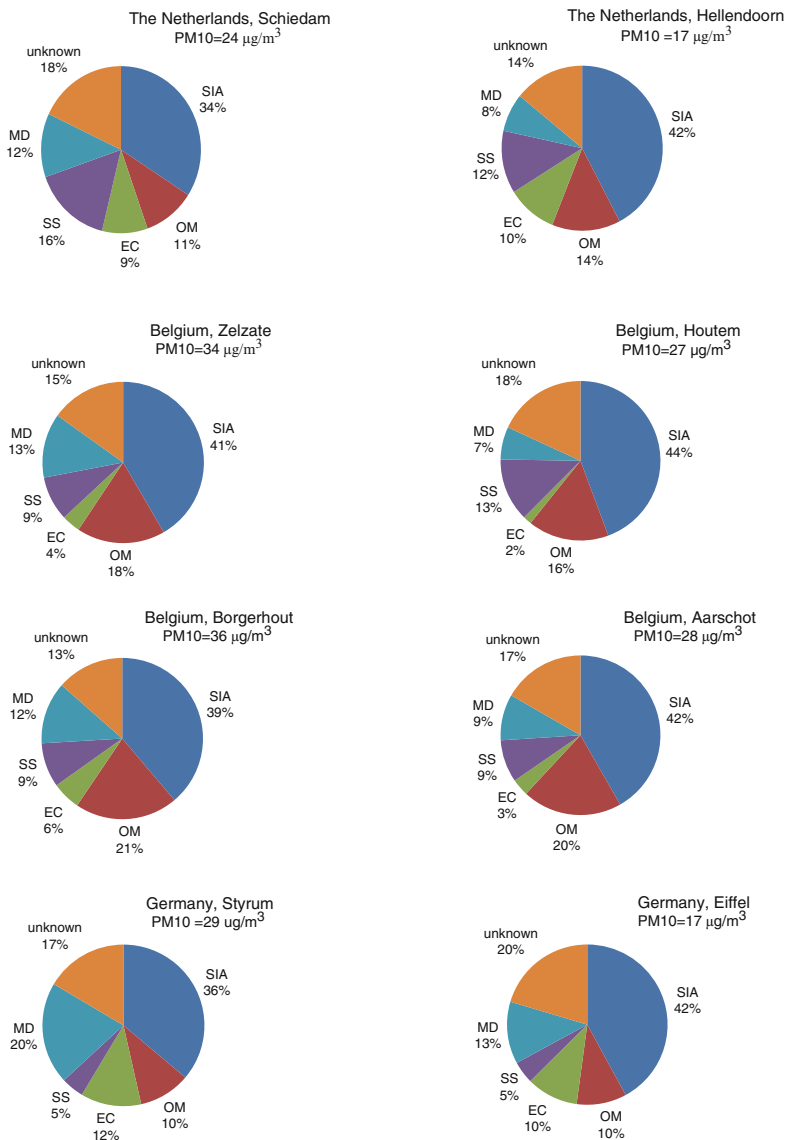 The Netherlands, Schiedam
PM10=24 μg/m³
unknown
18%
SIA
34%
MD
12%
SS
16%
EC
9%
OM
11%
The Netherlands, Hellendoorn
PM10 =17 μg/m³
unknown
14%
MD
8%
SIA
42%
SS
12%
EC
10%
OM
14%
Belgium, Zelzate
PM10=34 μg/m³
unknown
15%
SIA
41%
MD
13%
SS
9%
EC
4%
OM
18%
Belgium, Houtem
PM10=27 μg/m³
unknown
18%
MD
7%
SIA
44%
SS
13%
EC
2%
OM
16%
Belgium, Borgerhout
PM10=36 μg/m³
unknown
13%
MD
12%
SIA
39%
SS
9%
EC
6%
OM
21%
Belgium, Aarschot
PM10=28 μg/m³
unknown
17%
MD
9%
SIA
42%
SS
9%
EC
3%
OM
20%
Germany, Styrum
PM10 =29 ug/m³
unknown
17%
SIA
36%
MD
20%
SS
5%
EC
12%
OM
10%
Germany, Eiffel
PM10=17 μg/m³
unknown
20%
SIA
42%
MD
13%
SS
5%
EC
10%
OM
10%